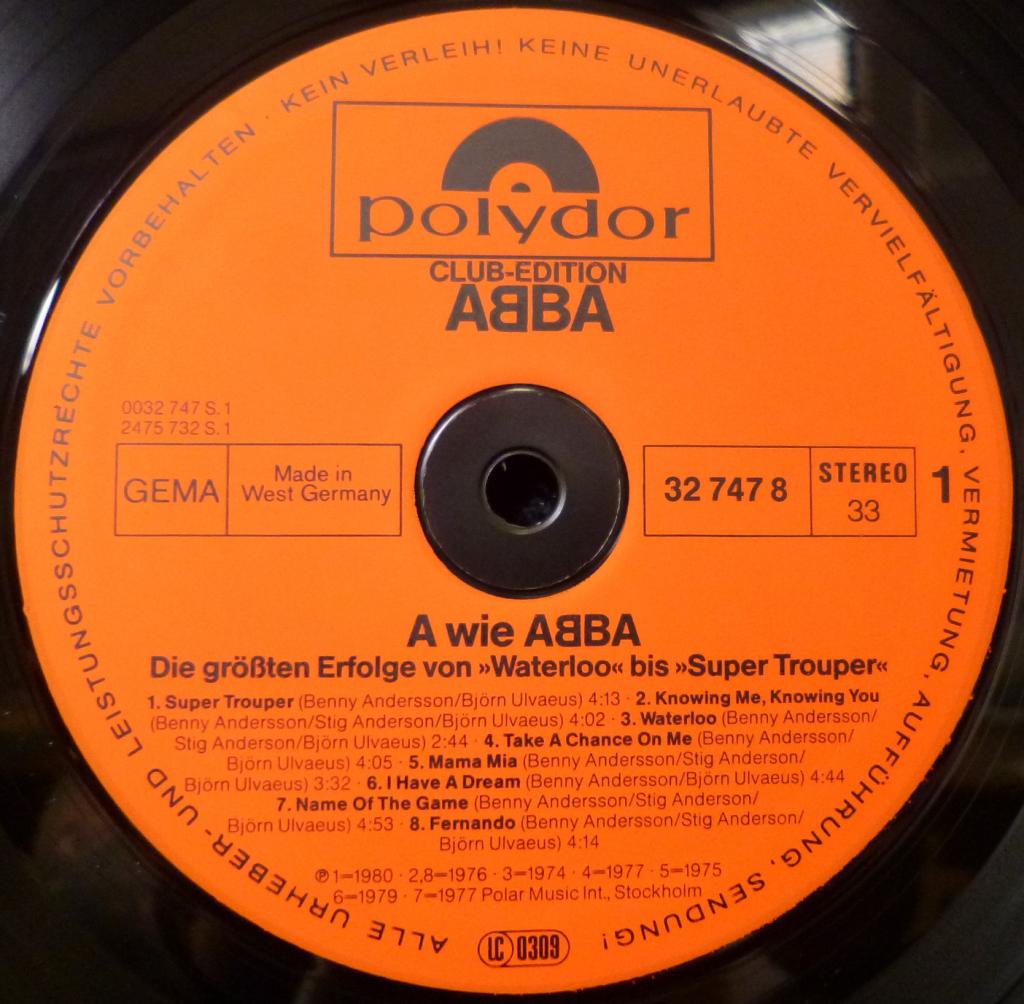 ALLE URHEBER- UND LEISTUNGSSCHUTZRECHTE VORBEHALTEN · KEIN VERLEIH! KEINE UNERLAUBTE VERVIELFÄLTIGUNG, VERMIETUNG, AUFFÜHRUNG, SENDUNG!
polydor
CLUB-EDITION
ABBA
0032 747 S. 1
2475 732 S. 1
GEMA
Made in
West Germany
32 747 8
STEREO
33
1
A wie ABBA
Die größten Erfolge von »Waterloo« bis »Super Trouper«
1. Super Trouper (Benny Andersson/Björn Ulvaeus) 4:13 · 2. Knowing Me, Knowing You
(Benny Andersson/Stig Anderson/Björn Ulvaeus) 4:02 · 3. Waterloo (Benny Andersson/
Stig Anderson/Björn Ulvaeus) 2:44 · 4. Take A Chance On Me (Benny Andersson/
Björn Ulvaeus) 4:05 · 5. Mama Mia (Benny Andersson/Stig Anderson/
Björn Ulvaeus) 3:32 · 6. I Have A Dream (Benny Andersson/Björn Ulvaeus) 4:44
7. Name Of The Game (Benny Andersson/Stig Anderson/
Björn Ulvaeus) 4:53 · 8. Fernando (Benny Andersson/Stig Anderson/
Björn Ulvaeus) 4:14
℗ 1=1980 · 2,8=1976 · 3=1974 · 4=1977 · 5=1975
6=1979 · 7=1977 Polar Music Int., Stockholm
LC 0309